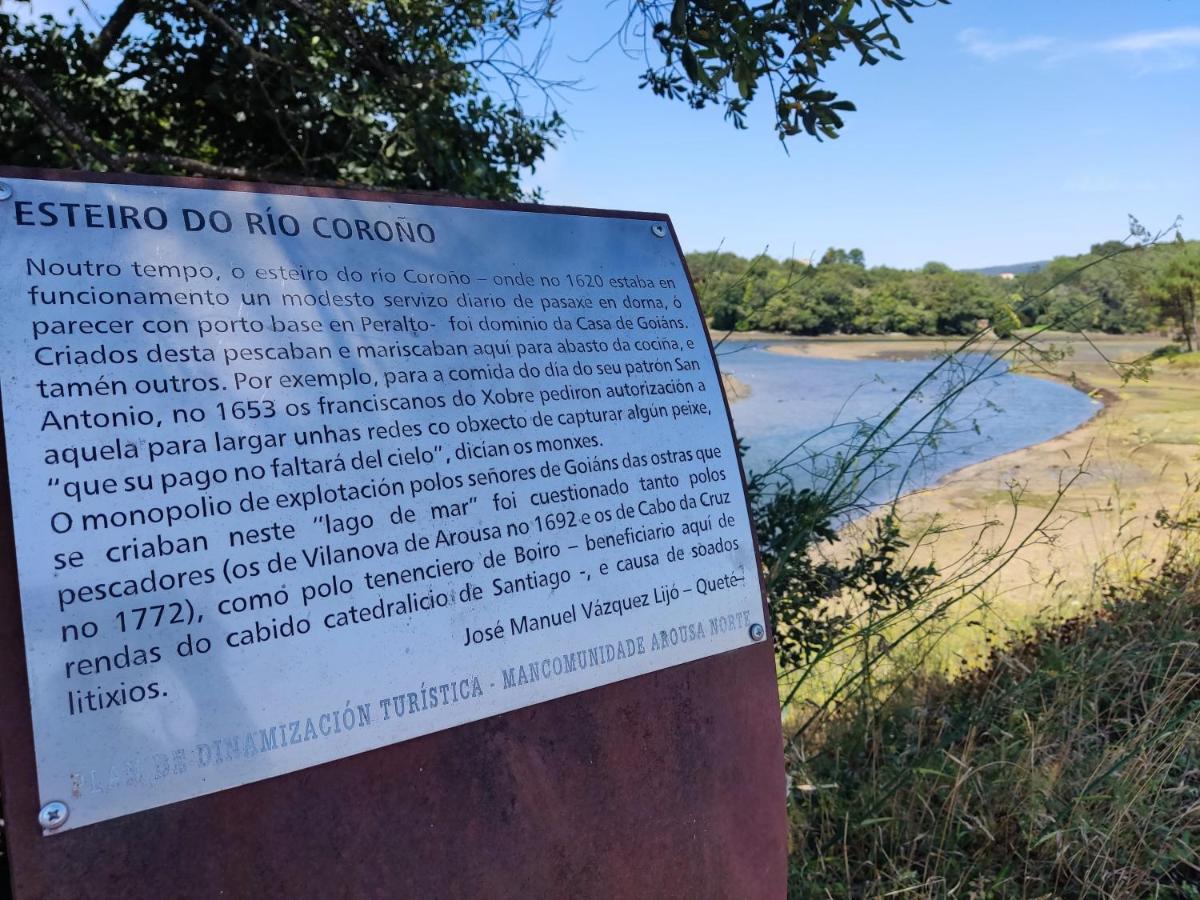 ESTEIRO DO RÍO COROÑO
Noutro tempo, o esteiro do río Coroño – onde no 1620 estaba en
funcionamento un modesto servizo diario de pasaxe en dorna, ó
parecer con porto base en Peralto- foi dominio da Casa de Goiáns.
Criados desta pescaban e mariscaban aquí para abasto da cociña, e
tamén outros. Por exemplo, para a comida do día do seu patrón San
Antonio, no 1653 os franciscanos do Xobre pediron autorización a
aquela para largar unhas redes co obxecto de capturar algún peixe,
“que su pago no faltará del cielo”, dicían os monxes.
O monopolio de explotación polos señores de Goiáns das ostras que
se criaban neste “lago de mar” foi cuestionado tanto polos
pescadores (os de Vilanova de Arousa no 1692 e os de Cabo da Cruz
no 1772), como polo tenenciero de Boiro – beneficiario aquí de
rendas do cabido catedralicio de Santiago -, e causa de soados
litixios.
José Manuel Vázquez Lijó – Quete–
PLAN DE DINAMIZACIÓN TURÍSTICA - MANCOMUNIDADE AROUSA NORTE